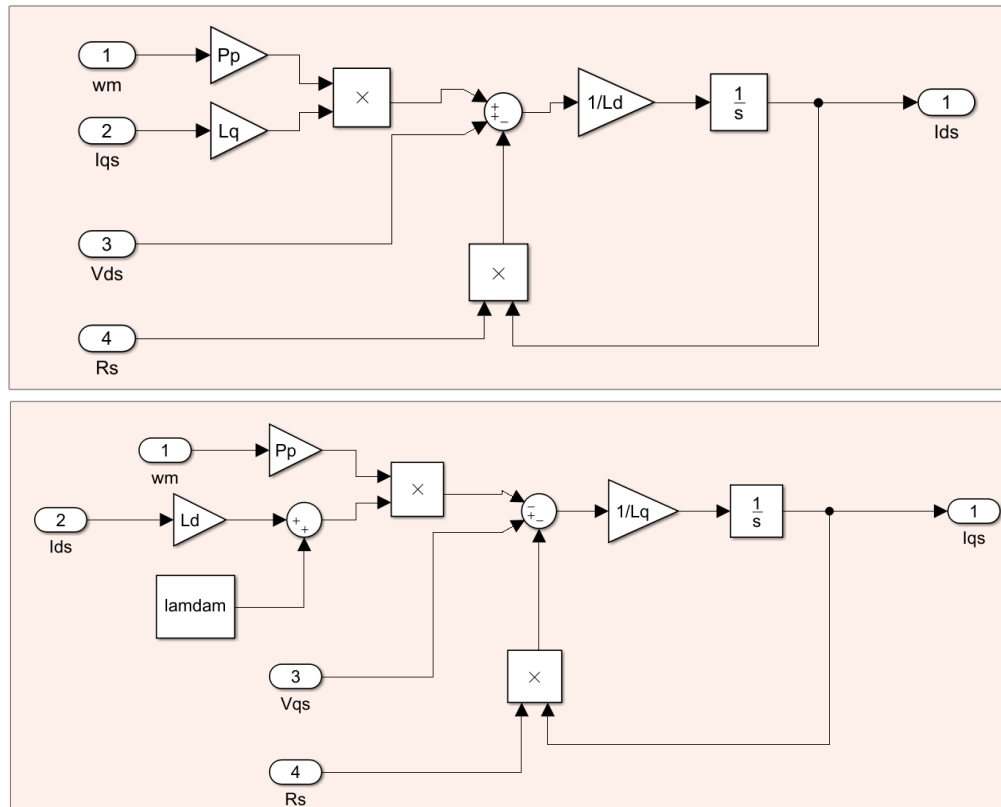 1
wm
Pp
2
Iqs
Lq
×
+
+
−
1/Ld
1
s
1
Ids
3
Vds
×
4
Rs
1
wm
Pp
2
Ids
Ld
+
+
×
−
+
−
1/Lq
1
s
1
Iqs
lamdam
3
Vqs
×
4
Rs